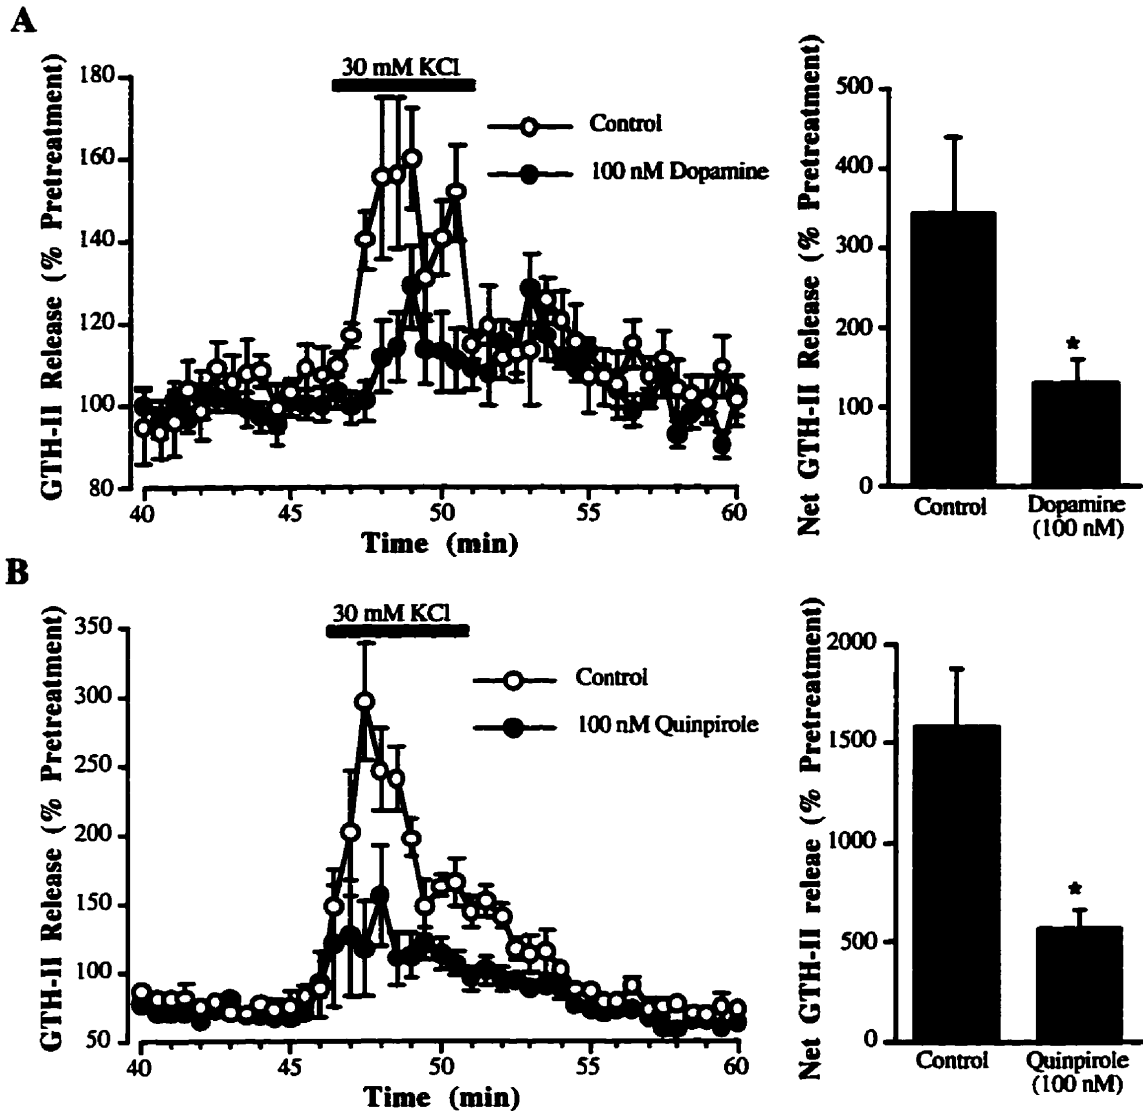 A
GTH-II Release (% Pretreatment)
180
160
140
120
100
80
30 mM KCl
Control
100 nM Dopamine
40
45
50
55
60
Time (min)
Net GTH-II Release (% Pretreatment)
500
400
300
200
100
0
*
Control
Dopamine
(100 nM)
B
GTH-II Release (% Pretreatment)
350
300
250
200
150
100
50
30 mM KCl
Control
100 nM Quinpirole
40
45
50
55
60
Time (min)
Net GTH-II releae (% Pretreatment)
2000
1500
1000
500
0
*
Control
Quinpirole
(100 nM)